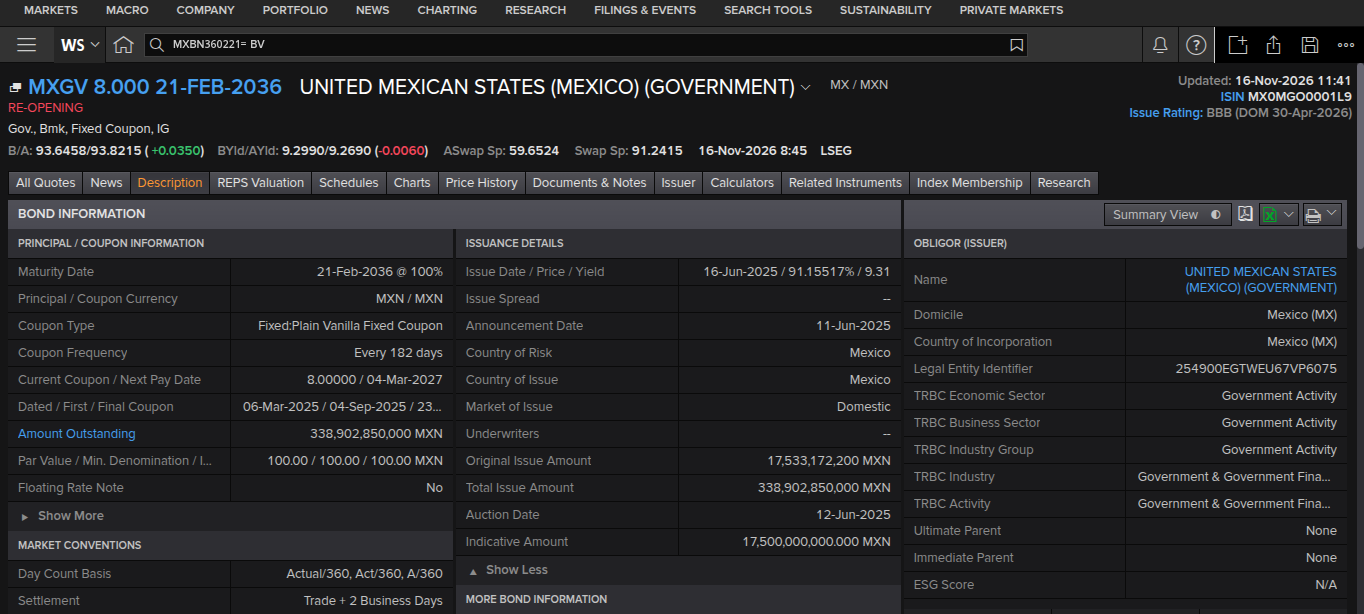 MARKETS MACRO COMPANY PORTFOLIO NEWS CHARTING RESEARCH FILINGS & EVENTS SEARCH TOOLS SUSTAINABILITY PRIVATE MARKETS
WS MXBN360221= BV
MXGV 8.000 21-FEB-2036 UNITED MEXICAN STATES (MEXICO) (GOVERNMENT) MX / MXN
Updated: 16-Nov-2026 11:41
ISIN MX0MGO0001L9
Issue Rating: BBB (DOM 30-Apr-2026)
RE-OPENING
Gov., Bmk, Fixed Coupon, IG
B/A: 93.6458/93.8215 ( +0.0350) BYld/AYld: 9.2990/9.2690 (-0.0060) ASwap Sp: 59.6524 Swap Sp: 91.2415 16-Nov-2026 8:45 LSEG
All Quotes News Description REPS Valuation Schedules Charts Price History Documents & Notes Issuer Calculators Related Instruments Index Membership Research
BOND INFORMATION
Summary View
PRINCIPAL / COUPON INFORMATION
Maturity Date 21-Feb-2036 @ 100%
Principal / Coupon Currency MXN / MXN
Coupon Type Fixed:Plain Vanilla Fixed Coupon
Coupon Frequency Every 182 days
Current Coupon / Next Pay Date 8.00000 / 04-Mar-2027
Dated / First / Final Coupon 06-Mar-2025 / 04-Sep-2025 / 23...
Amount Outstanding 338,902,850,000 MXN
Par Value / Min. Denomination / I... 100.00 / 100.00 / 100.00 MXN
Floating Rate Note No
Show More
MARKET CONVENTIONS
Day Count Basis Actual/360, Act/360, A/360
Settlement Trade + 2 Business Days
ISSUANCE DETAILS
Issue Date / Price / Yield 16-Jun-2025 / 91.15517% / 9.31
Issue Spread --
Announcement Date 11-Jun-2025
Country of Risk Mexico
Country of Issue Mexico
Market of Issue Domestic
Underwriters --
Original Issue Amount 17,533,172,200 MXN
Total Issue Amount 338,902,850,000 MXN
Auction Date 12-Jun-2025
Indicative Amount 17,500,000,000.000 MXN
Show Less
MORE BOND INFORMATION
OBLIGOR (ISSUER)
Name UNITED MEXICAN STATES
(MEXICO) (GOVERNMENT)
Domicile Mexico (MX)
Country of Incorporation Mexico (MX)
Legal Entity Identifier 254900EGTWEU67VP6075
TRBC Economic Sector Government Activity
TRBC Business Sector Government Activity
TRBC Industry Group Government Activity
TRBC Industry Government & Government Fina...
TRBC Activity Government & Government Fina...
Ultimate Parent None
Immediate Parent None
ESG Score N/A